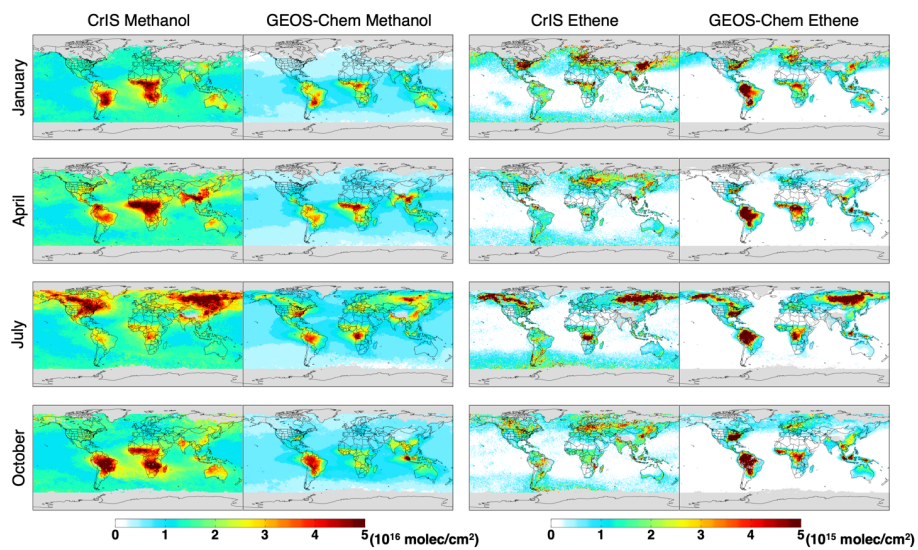 CrIS Methanol GEOS-Chem Methanol CrIS Ethene GEOS-Chem Ethene
January
April
July
October
0 1 2 3 4 5 (10¹⁶ molec/cm²) 0 1 2 3 4 5 (10¹⁵ molec/cm²)